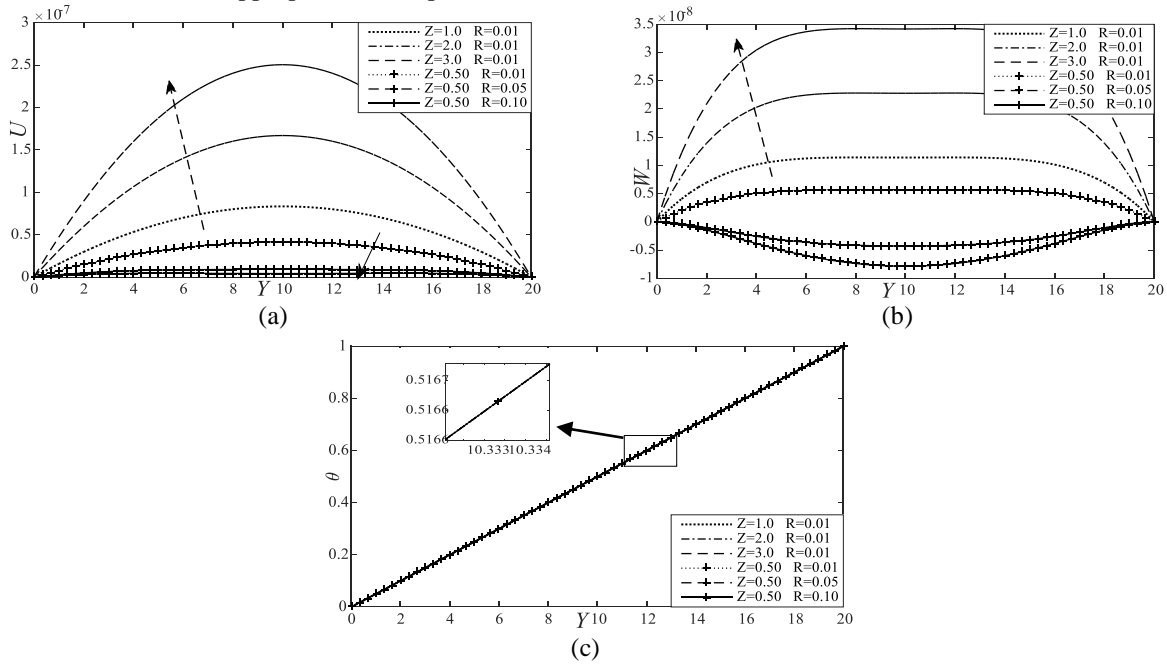 ×10⁻⁷
3
2.5
2
1.5
1
0.5
0
U
0 2 4 6 8 10 12 14 16 18 20
Y
Z=1.0 R=0.01
Z=2.0 R=0.01
Z=3.0 R=0.01
Z=0.50 R=0.01
Z=0.50 R=0.05
Z=0.50 R=0.10
(a)
×10⁻⁸
3.5
3
2.5
2
1.5
1
0.5
0
-0.5
-1
W
0 2 4 6 8 10 12 14 16 18 20
Y
Z=1.0 R=0.01
Z=2.0 R=0.01
Z=3.0 R=0.01
Z=0.50 R=0.01
Z=0.50 R=0.05
Z=0.50 R=0.10
(b)
1
0.8
0.6
0.4
0.2
0
θ
0.5167
0.5166
0.5166
10.333 10.334
0 2 4 6 8 10 12 14 16 18 20
Y
Z=1.0 R=0.01
Z=2.0 R=0.01
Z=3.0 R=0.01
Z=0.50 R=0.01
Z=0.50 R=0.05
Z=0.50 R=0.10
(c)